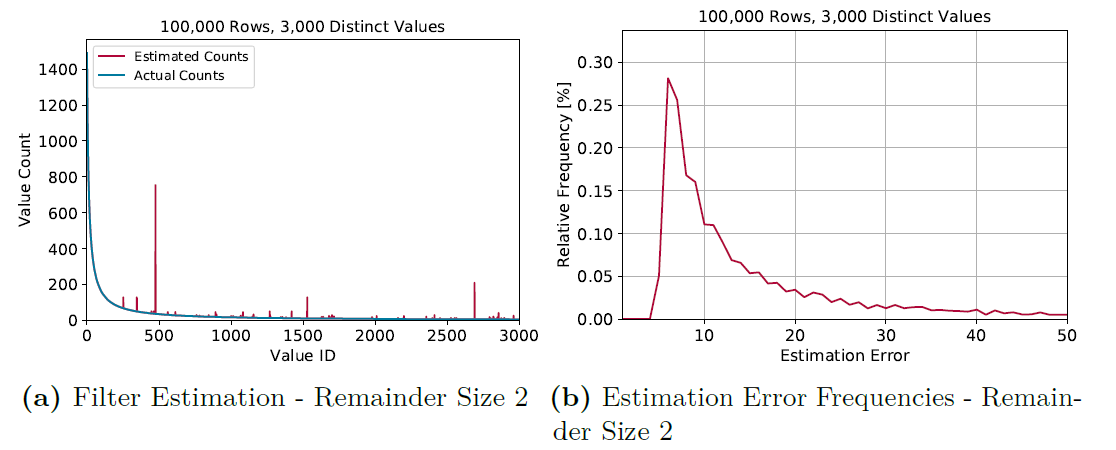 100,000 Rows, 3,000 Distinct Values
Estimated Counts
Actual Counts
Value Count
1400
1200
1000
800
600
400
200
0
0 500 1000 1500 2000 2500 3000
Value ID
(a) Filter Estimation - Remainder Size 2
100,000 Rows, 3,000 Distinct Values
Relative Frequency [%]
0.30
0.25
0.20
0.15
0.10
0.05
0.00
10 20 30 40 50
Estimation Error
(b) Estimation Error Frequencies - Remain-
der Size 2